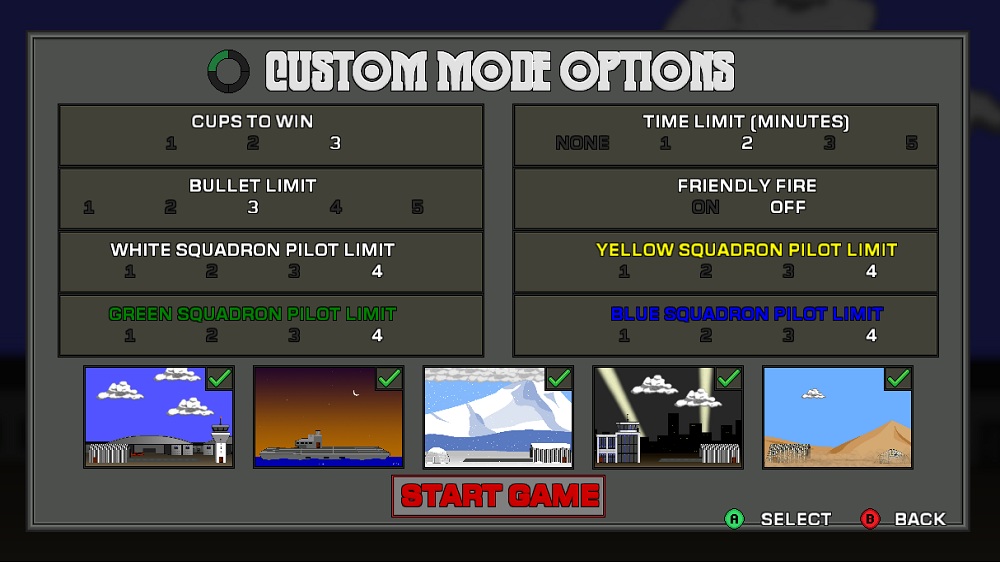 CUSTOM MODE OPTIONS
CUPS TO WIN
1 2 3
TIME LIMIT (MINUTES)
NONE 1 2 3 5
BULLET LIMIT
1 2 3 4 5
FRIENDLY FIRE
ON OFF
WHITE SQUADRON PILOT LIMIT
1 2 3 4
YELLOW SQUADRON PILOT LIMIT
1 2 3 4
GREEN SQUADRON PILOT LIMIT
1 2 3 4
BLUE SQUADRON PILOT LIMIT
1 2 3 4
START GAME
A SELECT B BACK